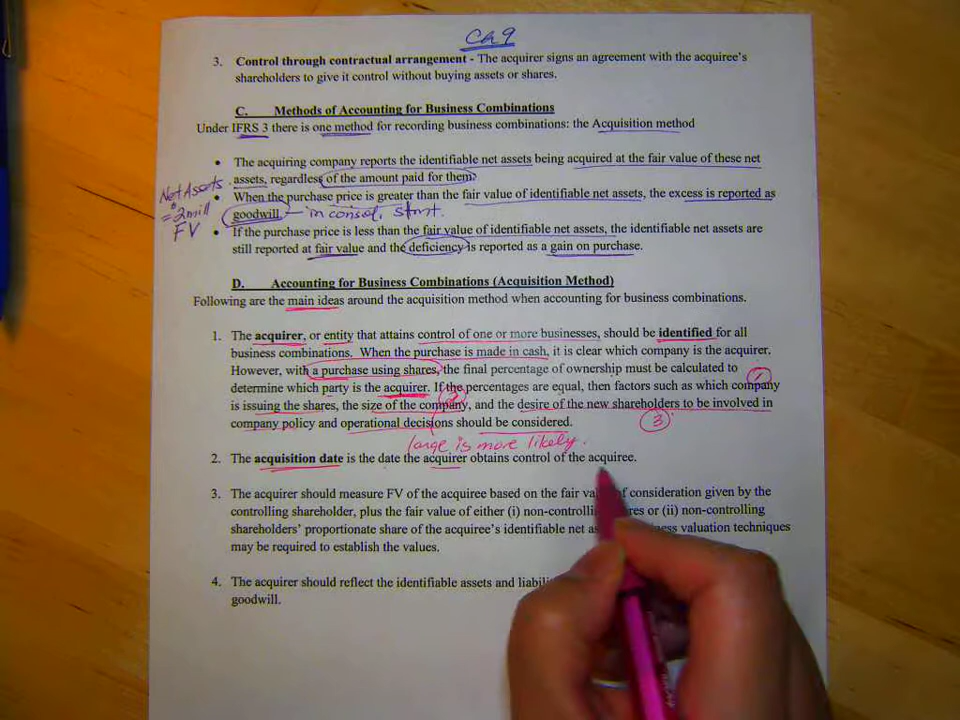 Ch 9
3. Control through contractual arrangement - The acquirer signs an agreement with the acquiree's
shareholders to give it control without buying assets or shares.
C. Methods of Accounting for Business Combinations
Under IFRS 3 there is one method for recording business combinations: the Acquisition method
• The acquiring company reports the identifiable net assets being acquired at the fair value of these net
assets, regardless of the amount paid for them.
Net Assets
= 2 mill
FV
• When the purchase price is greater than the fair value of identifiable net assets, the excess is reported as
goodwill. – in consol. stmt.
• If the purchase price is less than the fair value of identifiable net assets, the identifiable net assets are
still reported at fair value and the deficiency is reported as a gain on purchase.
D. Accounting for Business Combinations (Acquisition Method)
Following are the main ideas around the acquisition method when accounting for business combinations.
1. The acquirer, or entity that attains control of one or more businesses, should be identified for all
business combinations. When the purchase is made in cash, it is clear which company is the acquirer.
However, with a purchase using shares, the final percentage of ownership must be calculated to
determine which party is the acquirer. If the percentages are equal, then factors such as which company
1
is issuing the shares, the size of the company, and the desire of the new shareholders to be involved in
2
company policy and operational decisions should be considered.
3
large is more likely.
2. The acquisition date is the date the acquirer obtains control of the acquiree.
3. The acquirer should measure FV of the acquiree based on the fair of consideration given by the
controlling shareholder, plus the fair value of either (i) or (ii) non-controlling
shareholders' proportionate share of the acquiree's identifiable net valuation techniques
may be required to establish the values.
4. The acquirer should reflect the identifiable assets and
goodwill.